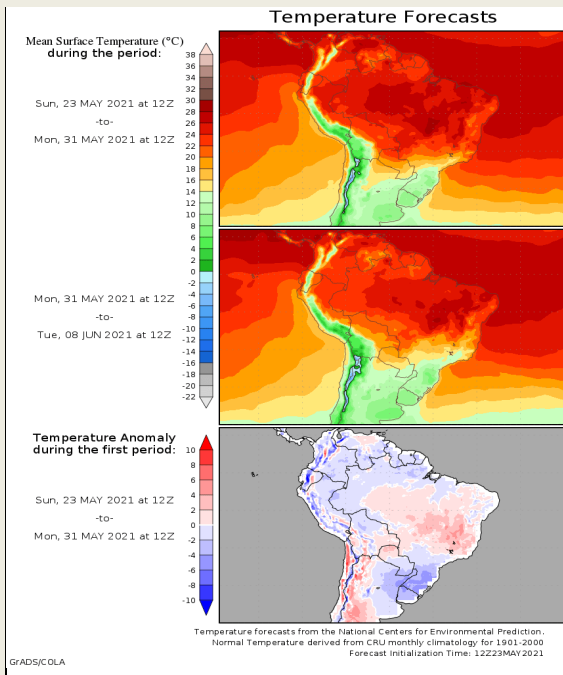 Temperature Forecasts
Mean Surface Temperature (°C)
during the period:
Sun, 23 MAY 2021 at 12Z
-to-
Mon, 31 MAY 2021 at 12Z
38
36
34
32
30
28
26
24
22
20
18
16
14
12
10
8
6
4
2
0
-2
-4
-6
-8
-10
-12
-14
-16
-18
-20
-22
Mon, 31 MAY 2021 at 12Z
-to-
Tue, 08 JUN 2021 at 12Z
Temperature Anomaly
during the first period:
Sun, 23 MAY 2021 at 12Z
-to-
Mon, 31 MAY 2021 at 12Z
10
8
6
4
2
0
-2
-4
-6
-8
-10
Temperature forecasts from the National Centers for Environmental Prediction.
Normal Temperature derived from CRU monthly climatology for 1901-2000
Forecast Initialization Time: 12Z23MAY2021
GrADS/COLA